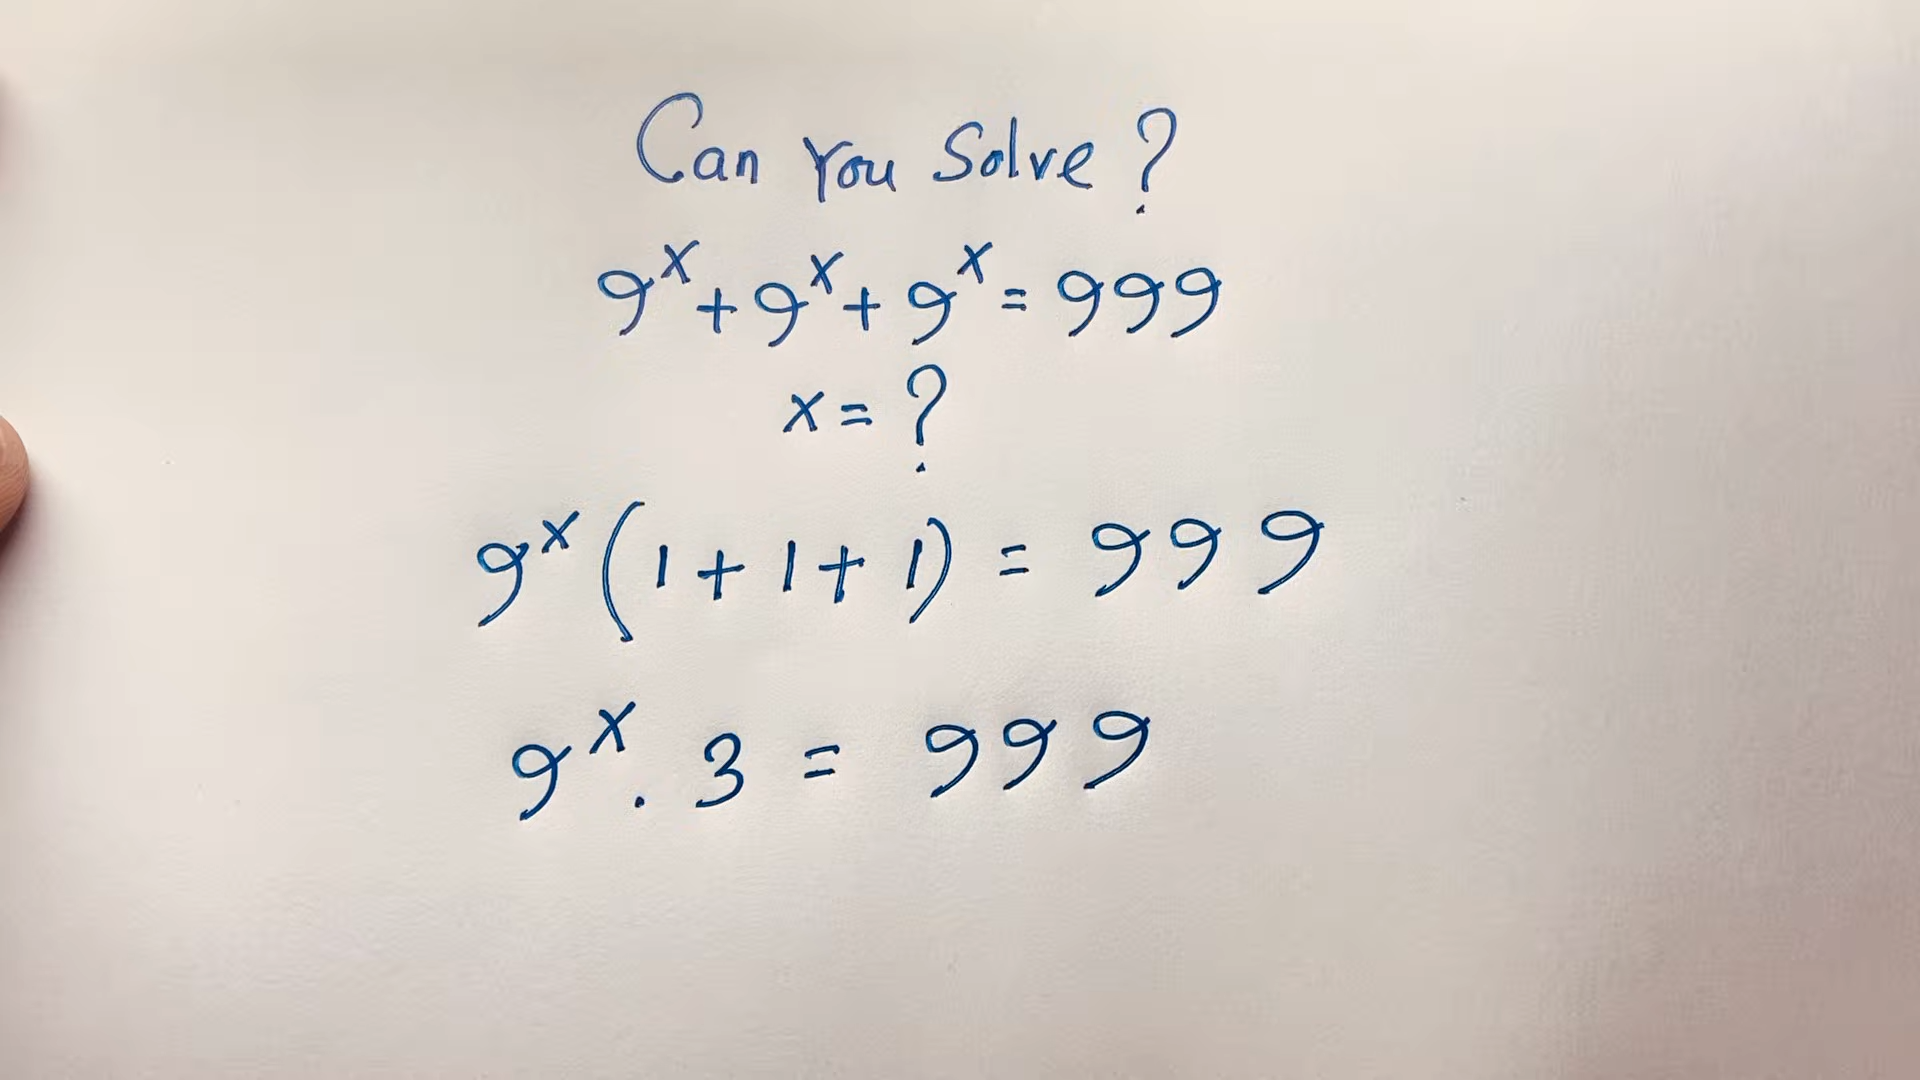 Can You Solve?
9^x + 9^x + 9^x = 999
x = ?
9^x (1 + 1 + 1) = 999
9^x . 3 = 999